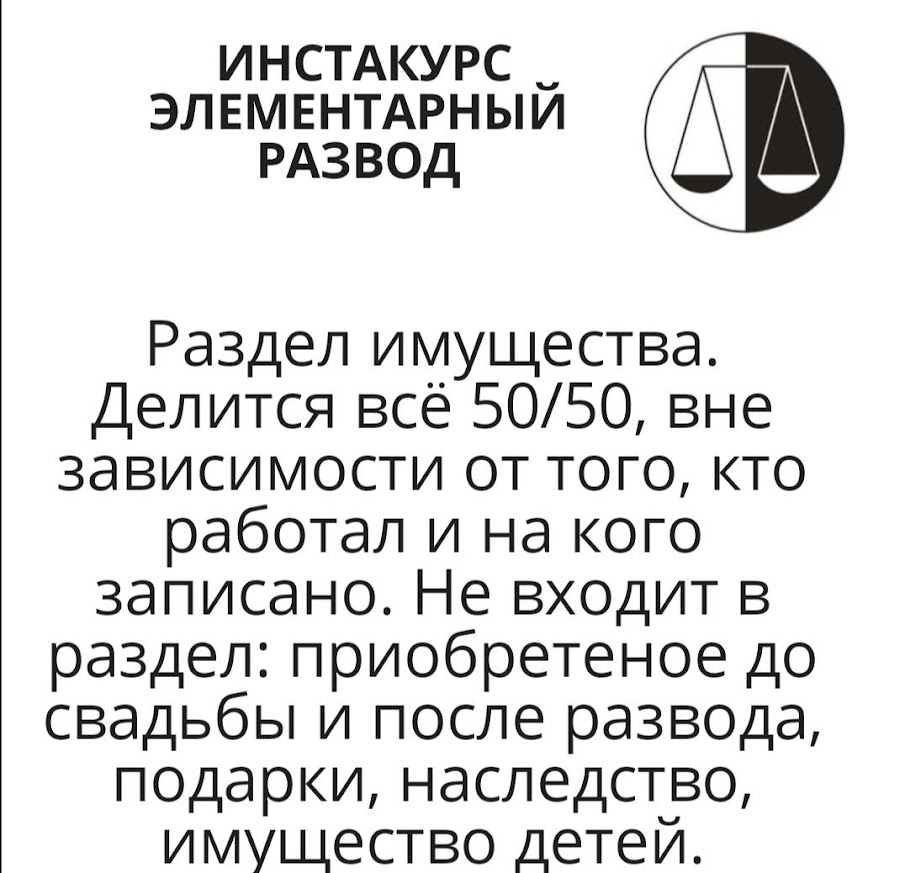 ИНСТАКУРС
ЭЛЕМЕНТАРНЫЙ
РАЗВОД
Раздел имущества.
Делится всё 50/50, вне
зависимости от того, кто
работал и на кого
записано. Не входит в
раздел: приобретеное до
свадьбы и после развода,
подарки, наследство,
имущество детей.